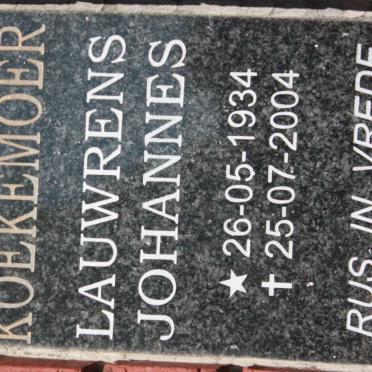 KOEKEMOER
LAUWRENS
JOHANNES
★ 26-05-1934
✝ 25-07-2004
RUS IN VREDE